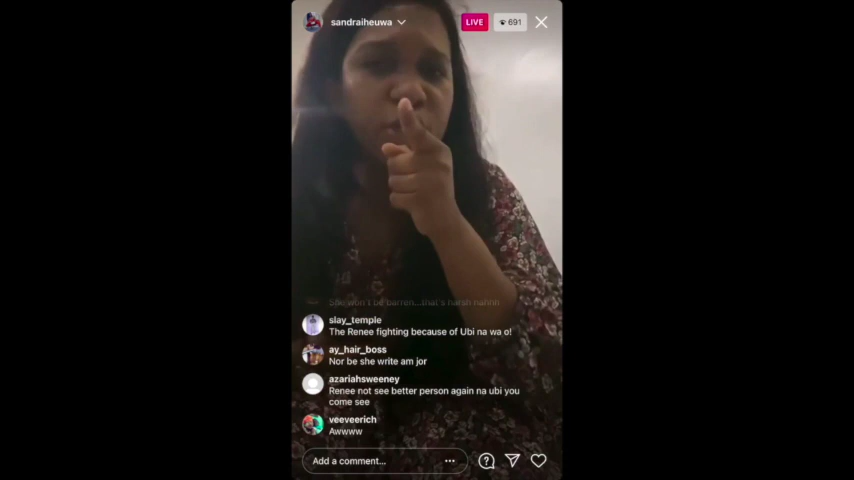 sandraiheuwa
LIVE
691
She won't be barren...that's harsh nahhh
slay_temple
The Renee fighting because of Ubi na wa o!
ay_hair_boss
Nor be she write am jor
azariahsweeney
Renee not see better person again na ubi you
come see
veeveerich
Awwww
Add a comment...